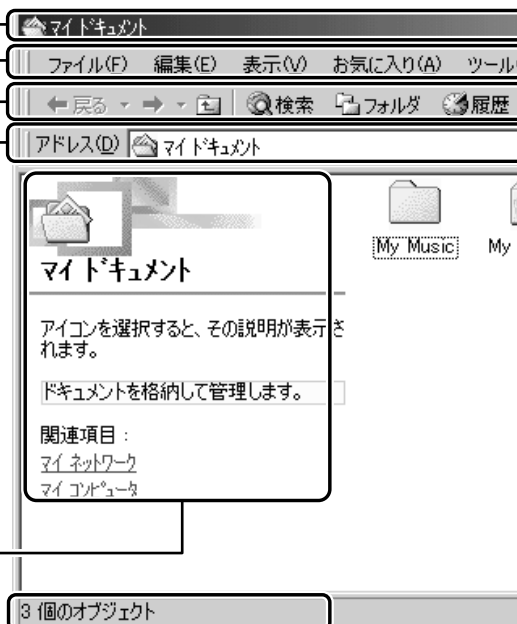 マイ ドキュメント
ファイル(F) 編集(E) 表示(V) お気に入り(A) ツール(
戻る 検索 フォルダ 履歴
アドレス(D) マイ ドキュメント
My Music My
マイ ドキュメント
アイコンを選択すると、その説明が表示さ
れます。
ドキュメントを格納して管理します。
関連項目:
マイ ネットワーク
マイ コンピュータ
3 個のオブジェクト